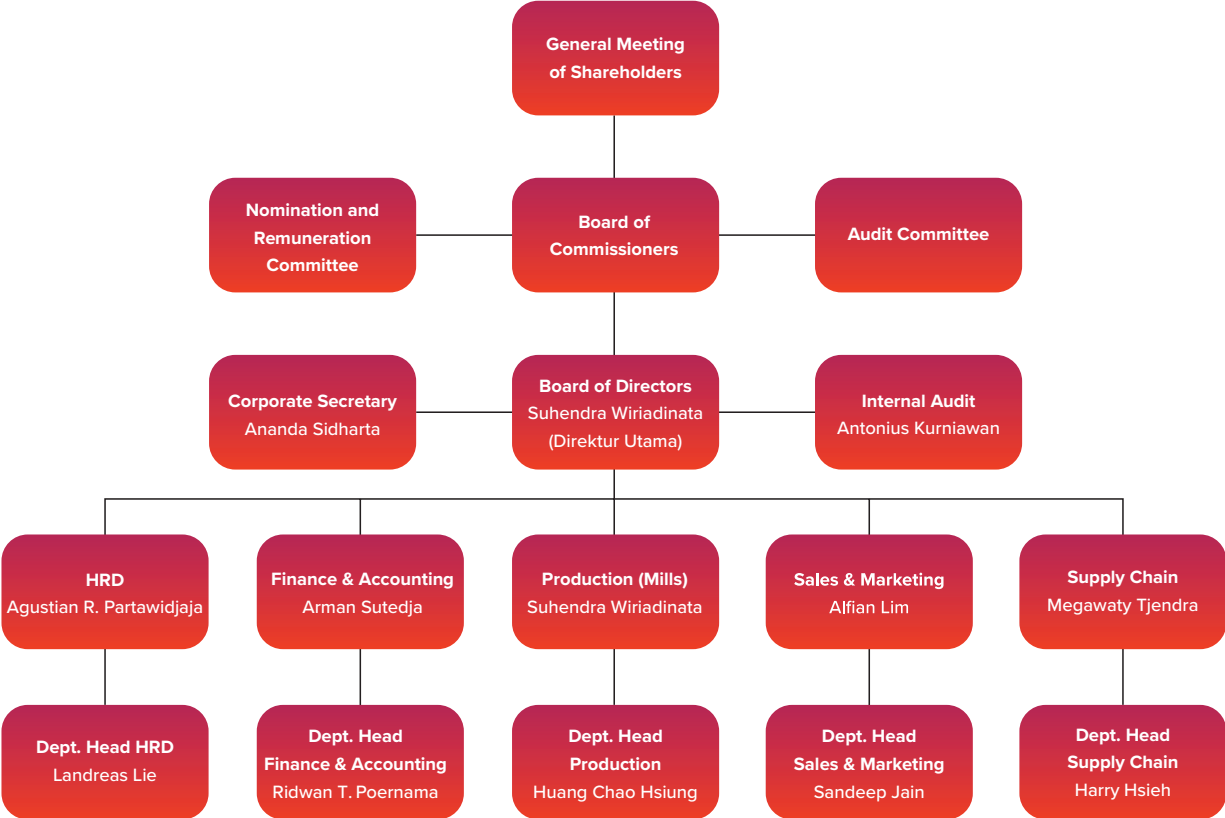 General Meeting
of Shareholders
Nomination and
Remuneration
Committee
Board of
Commissioners
Audit Committee
Corporate Secretary
Ananda Sidharta
Board of Directors
Suhendra Wiriadinata
(Direktur Utama)
Internal Audit
Antonius Kurniawan
HRD
Agustian R. Partawidjaja
Finance & Accounting
Arman Sutedja
Production (Mills)
Suhendra Wiriadinata
Sales & Marketing
Alfian Lim
Supply Chain
Megawaty Tjendra
Dept. Head HRD
Landreas Lie
Dept. Head
Finance & Accounting
Ridwan T. Poernama
Dept. Head
Production
Huang Chao Hsiung
Dept. Head
Sales & Marketing
Sandeep Jain
Dept. Head
Supply Chain
Harry Hsieh